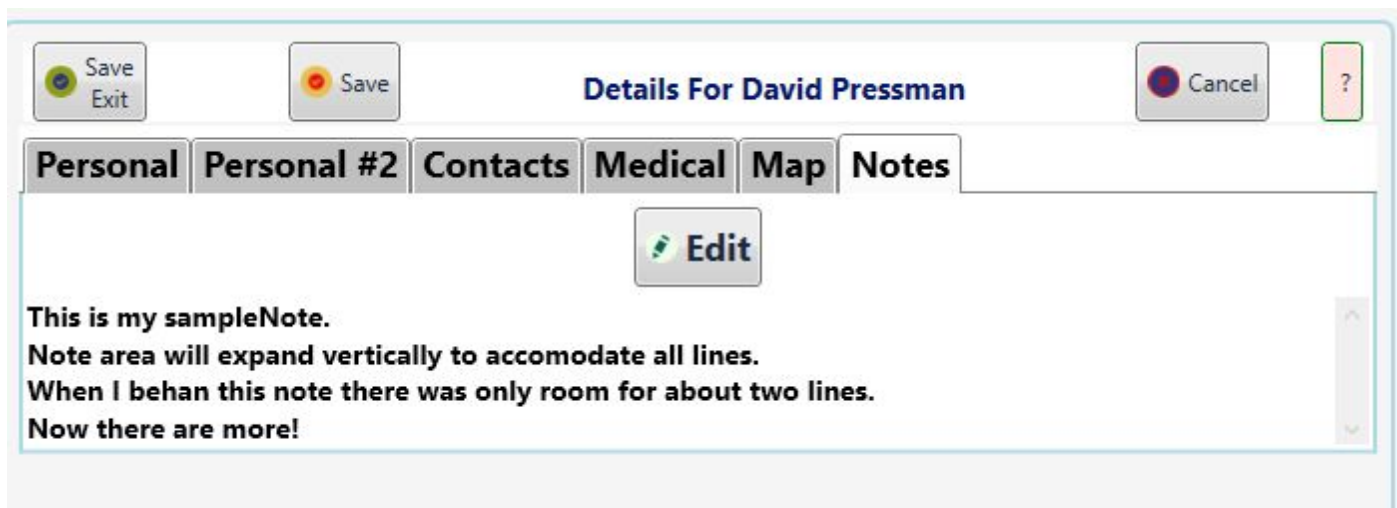 Save
Exit
Save
Details For David Pressman
Cancel
?
Personal Personal #2 Contacts Medical Map Notes
Edit
This is my sampleNote.
Note area will expand vertically to accomodate all lines.
When I behan this note there was only room for about two lines.
Now there are more!